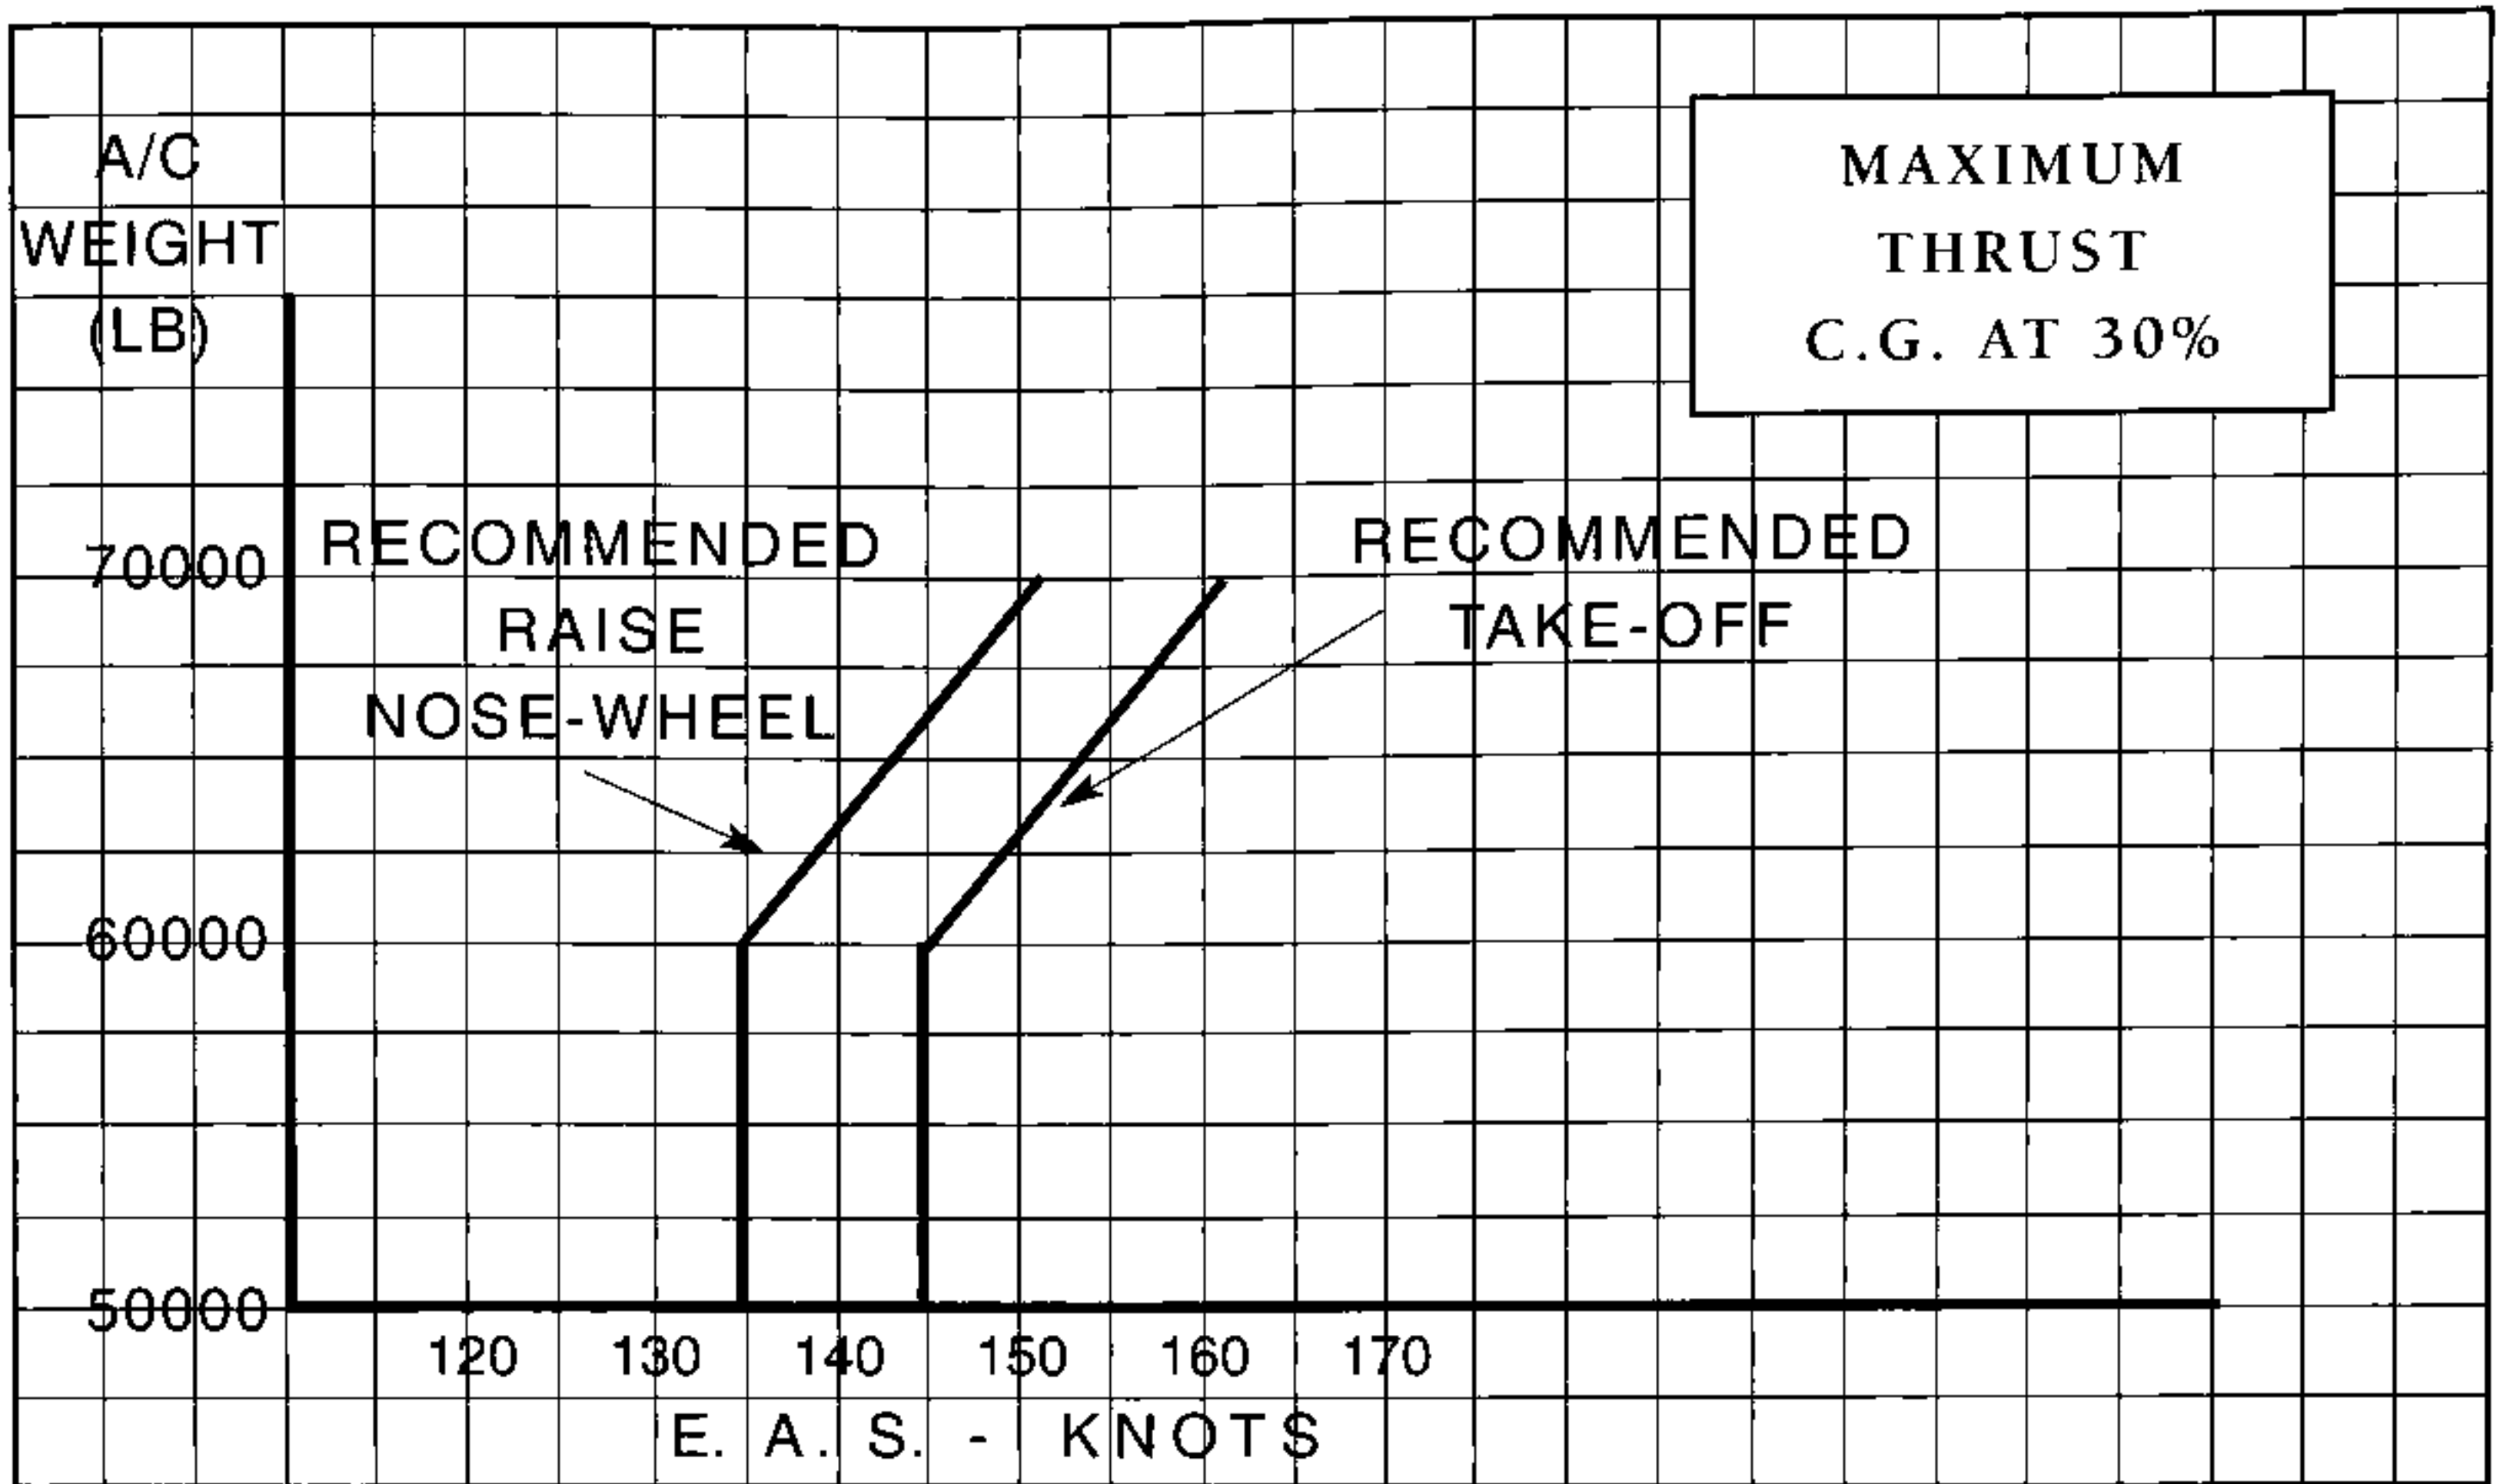 A/C
WEIGHT
(LB)
MAXIMUM
THRUST
C.G. AT 30%
70000
RECOMMENDED
RAISE
NOSE-WHEEL
RECOMMENDED
TAKE-OFF
60000
50000
120 130 140 150 160 170
E. A. S. - KNOTS